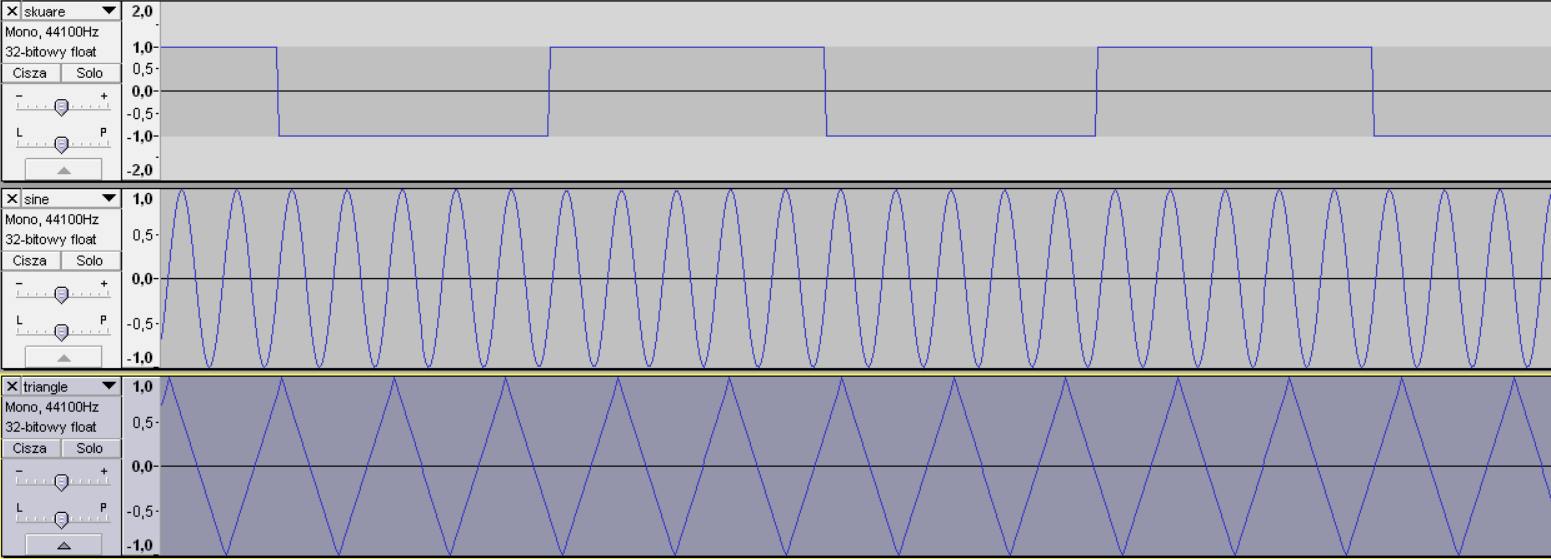 skuare
Mono, 44100Hz
32-bitowy float
Cisza Solo
- +
L P
2,0
1,0
0,5
0,0
-0,5
-1,0
-2,0
sine
Mono, 44100Hz
32-bitowy float
Cisza Solo
- +
L P
1,0
0,5
0,0
-0,5
-1,0
triangle
Mono, 44100Hz
32-bitowy float
Cisza Solo
- +
L P
1,0
0,5
0,0
-0,5
-1,0